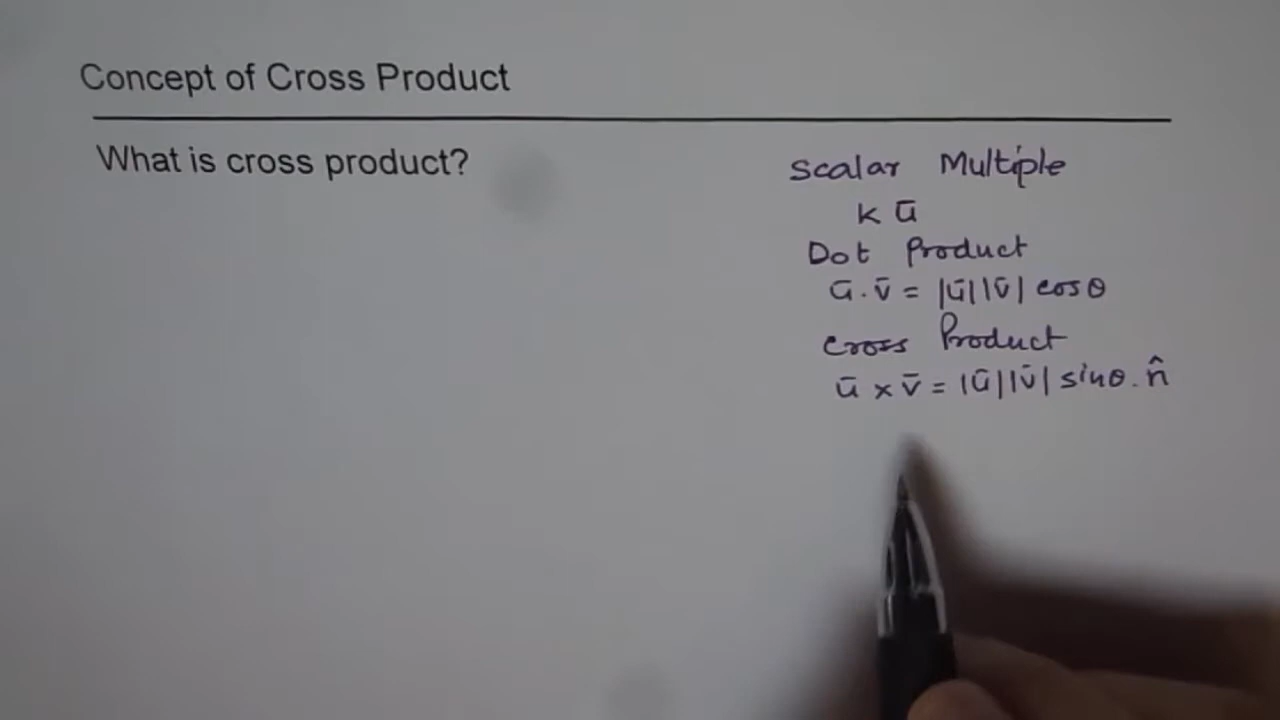 Concept of Cross Product
What is cross product?
Scalar Multiple
k ū
Dot Product
ū . v̄ = |ū| |v̄| cos θ
Cross Product
ū × v̄ = |ū| |v̄| sin θ . n̂